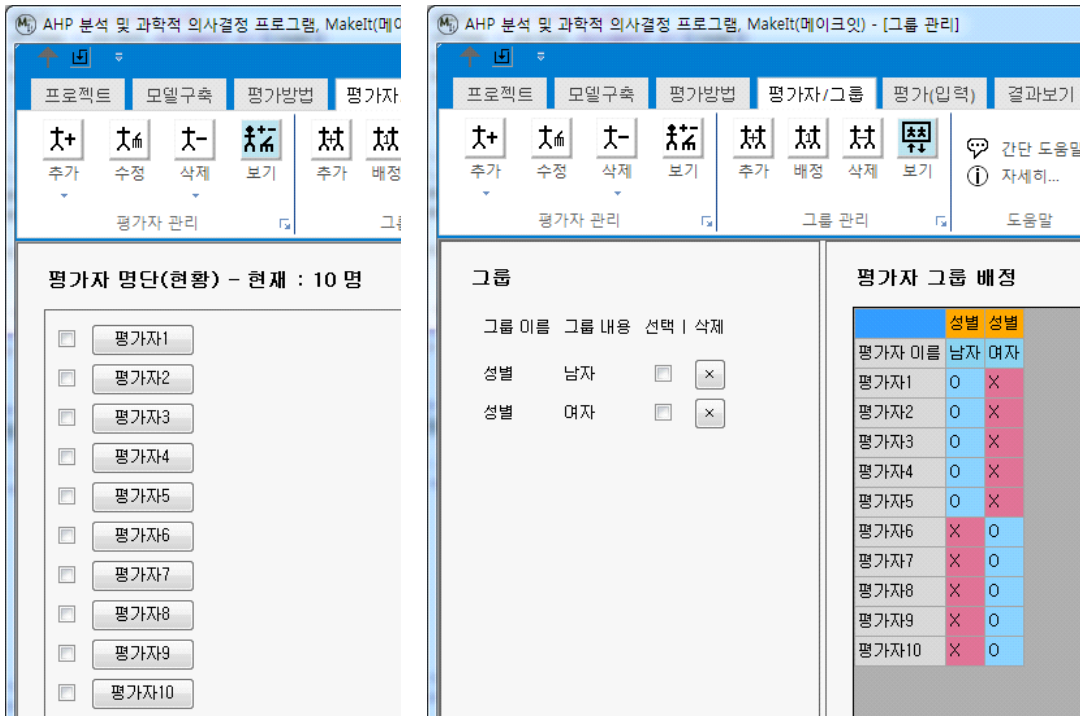 AHP 분석 및 과학적 의사결정 프로그램, MakeIt(메이
프로젝트 모델구축 평가방법 평가자
추가 수정 삭제 보기 추가 배정
평가자 관리 그
평가자 명단(현황) - 현재 : 10 명
평가자1
평가자2
평가자3
평가자4
평가자5
평가자6
평가자7
평가자8
평가자9
평가자10
AHP 분석 및 과학적 의사결정 프로그램, MakeIt(메이크잇) - [그룹 관리]
프로젝트 모델구축 평가방법 평가자/그룹 평가(입력) 결과보기
추가 수정 삭제 보기 추가 배정 삭제 보기 간단 도움말
자세히...
평가자 관리 그룹 관리 도움말
그룹
그룹 이름 그룹 내용 선택 | 삭제
성별 남자 ×
성별 여자 ×
평가자 그룹 배정
성별 성별
평가자 이름 남자 여자
평가자1 O X
평가자2 O X
평가자3 O X
평가자4 O X
평가자5 O X
평가자6 X O
평가자7 X O
평가자8 X O
평가자9 X O
평가자10 X O